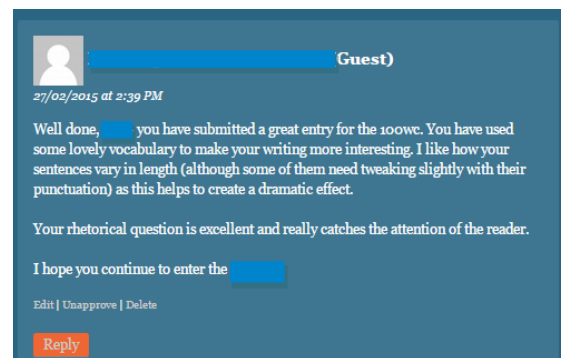 Guest)
27/02/2015 at 2:39 PM
Well done, you have submitted a great entry for the 100wc. You have used
some lovely vocabulary to make your writing more interesting. I like how your
sentences vary in length (although some of them need tweaking slightly with their
punctuation) as this helps to create a dramatic effect.
Your rhetorical question is excellent and really catches the attention of the reader.
I hope you continue to enter the
Edit | Unapprove | Delete
Reply